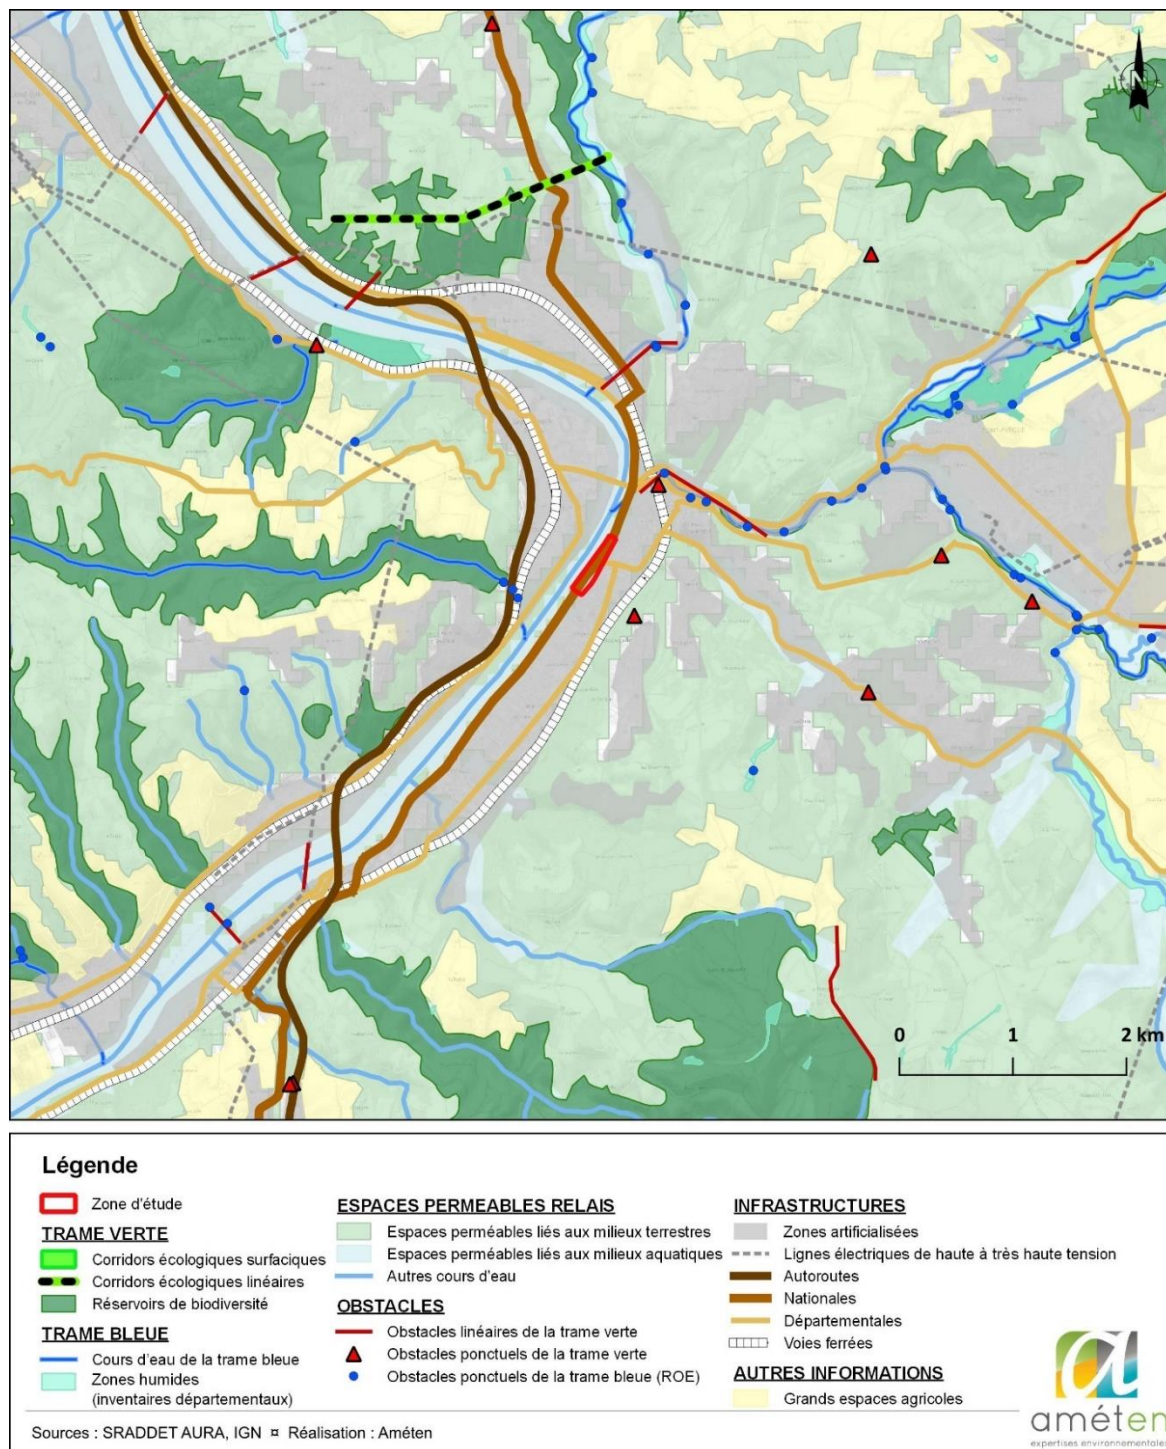 N
0 1 2 km
Légende
Zone d'étude
TRAME VERTE
Corridors écologiques surfaciques
Corridors écologiques linéaires
Réservoirs de biodiversité
TRAME BLEUE
Cours d'eau de la trame bleue
Zones humides
(inventaires départementaux)
ESPACES PERMEABLES RELAIS
Espaces perméables liés aux milieux terrestres
Espaces perméables liés aux milieux aquatiques
Autres cours d'eau
OBSTACLES
Obstacles linéaires de la trame verte
Obstacles ponctuels de la trame verte
Obstacles ponctuels de la trame bleue (ROE)
INFRASTRUCTURES
Zones artificialisées
Lignes électriques de haute à très haute tension
Autoroutes
Nationales
Départementales
Voies ferrées
AUTRES INFORMATIONS
Grands espaces agricoles
Sources : SRADDET AURA, IGN ¤ Réalisation : Améten
a
améten
expertises environnementales